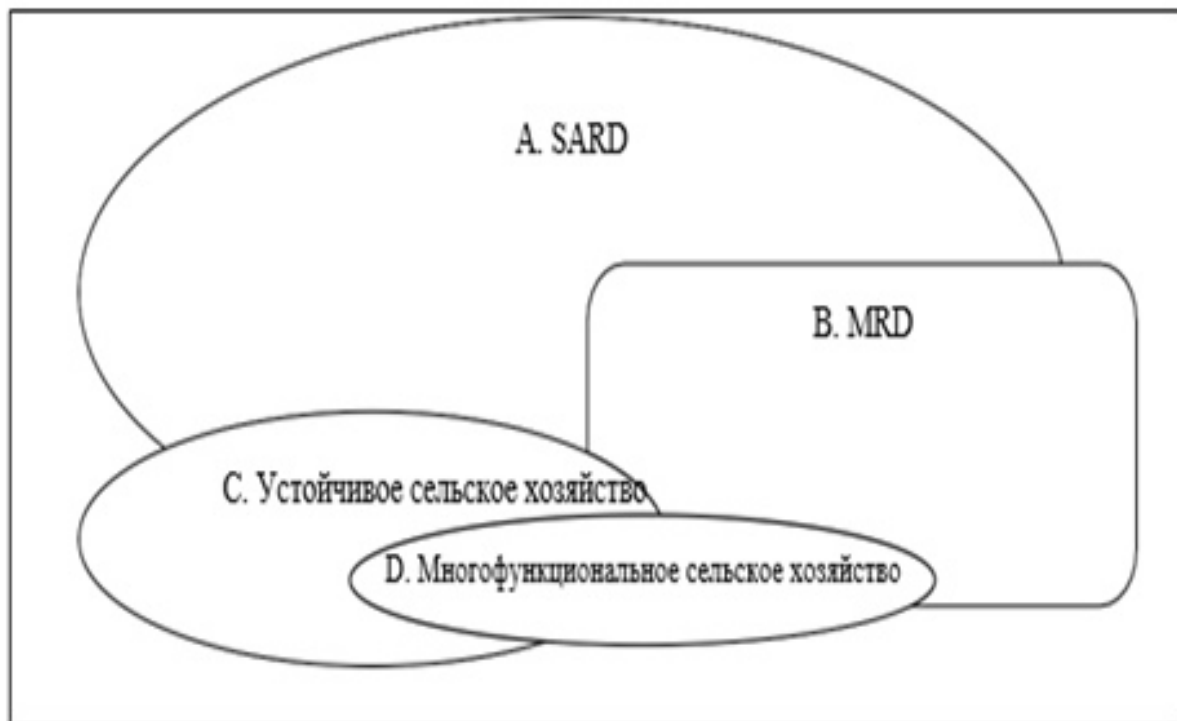 A. SARD
B. MRD
C. Устойчивое сельское хозяйство
D. Многофункциональное сельское хозяйство